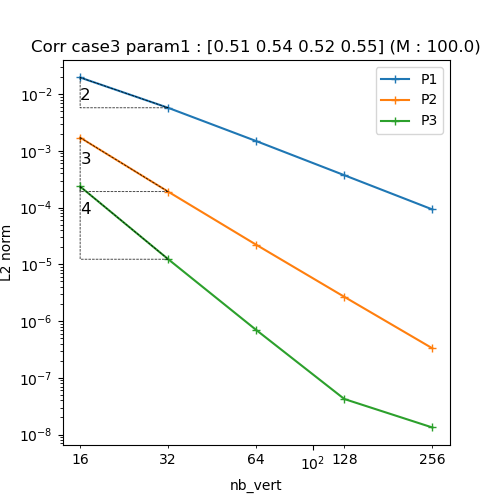 Corr case3 param1 : [0.51 0.54 0.52 0.55] (M : 100.0)
P1
P2
P3
10⁻²
10⁻³
10⁻⁴
10⁻⁵
10⁻⁶
10⁻⁷
10⁻⁸
L2 norm
2
3
4
16 32 64 10² 128 256
nb_vert